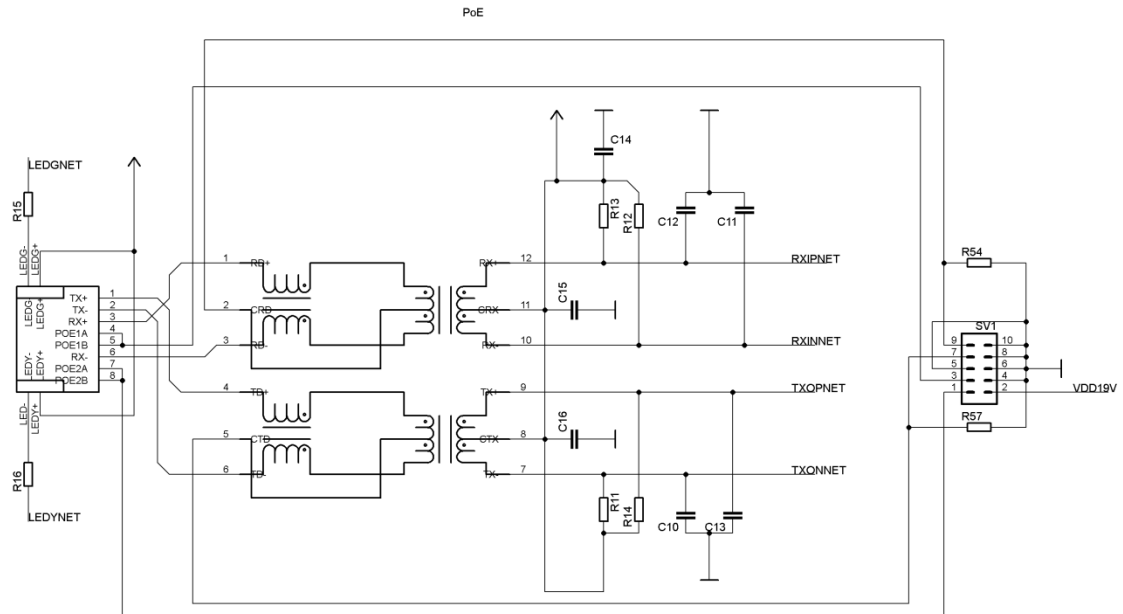 PoE
LEDGNET
R15
LEDG-
LEDG+
LEDG-
LEDG+
LEDY-
LEDY+
TX+ 1
TX- 2
RX+ 3
POE1A 4
POE1B 5
RX- 6
POE2A 7
POE2B 8
LED-
LEDY+
R16
LEDYNET
1 RD+
2 CRD
3 RD-
4 TD+
5 CTD
6 TD-
RX+ 12
CRX 11
RX- 10
TX+ 9
CTX 8
TX- 7
C14
R13
R12
C12
C11
C15
C16
R11
R14
C10
C13
RXIPNET
RXINNET
TXOPNET
TXONNET
R54
SV1
9 10
7 8
5 6
3 4
1 2
VDD19V
R57